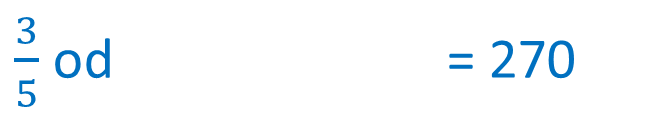 3/5 od = 270